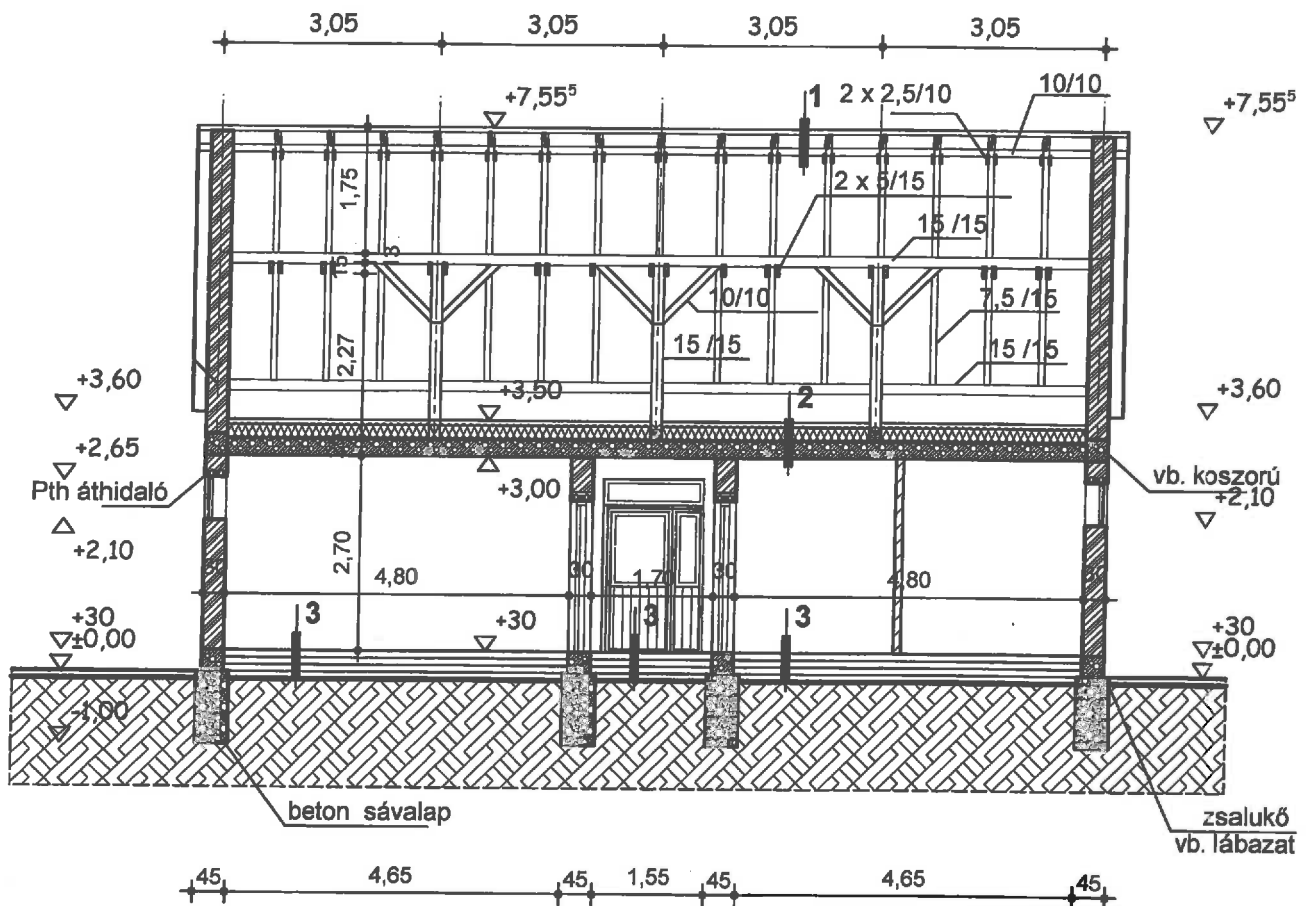 3,05 3,05 3,05 3,05
+7,55⁵ 1 2 x 2,5/10 10/10 +7,55⁵
1,75
2 x 5/15
15 /15
15 13
10/10 7,5 /15
2,27
15 /15 15 /15
+3,60 +3,50 2 +3,60
+2,65
Pth áthidaló +3,00 vb. koszorú
+2,10
+2,10
2,70
30 4,80 30 1,70 30 4,80 30
+30 3 +30 3 3 +30
±0,00 ±0,00
-1,00
beton sávalap
zsalukő
vb. lábazat
45 4,65 45 1,55 45 4,65 45